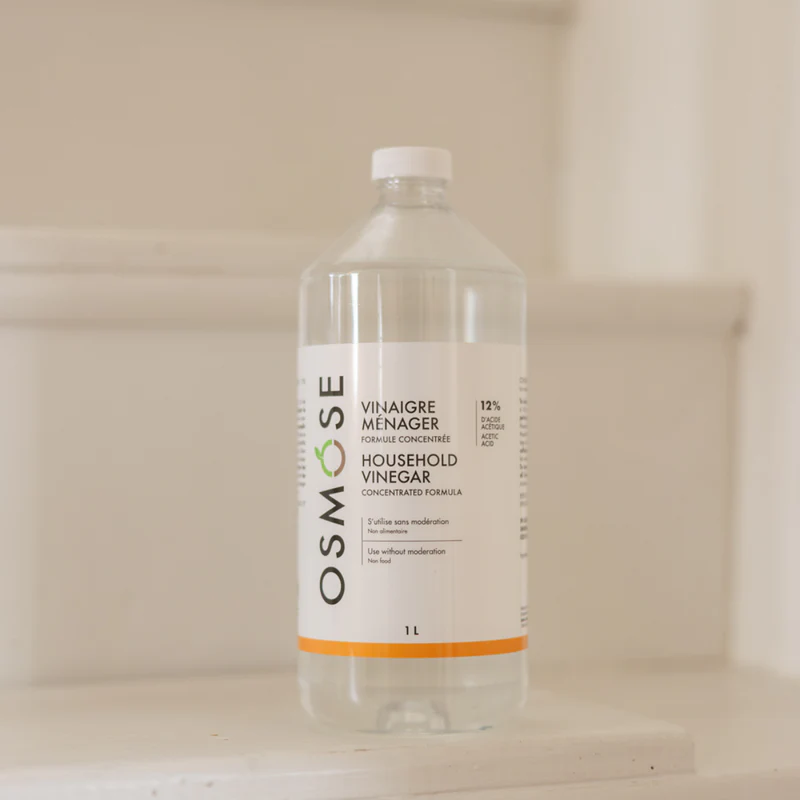 OSMOSE
VINAIGRE
MÉNAGER
FORMULE CONCENTRÉE
HOUSEHOLD
VINEGAR
CONCENTRATED FORMULA
12%
D'ACIDE
ACÉTIQUE
ACETIC
ACID
S'utilise sans modération
Non alimentaire
Use without moderation
Non food
1 L